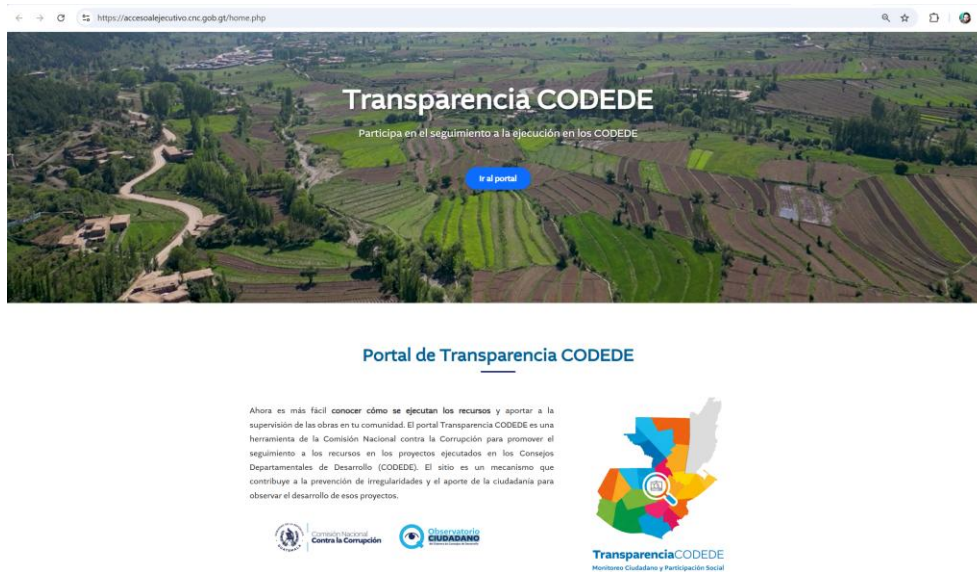 https://accesoalejecutivo.cnc.gob.gt/home.php
Transparencia CODEDE
Participa en el seguimiento a la ejecución en los CODEDE
Ir al portal
Portal de Transparencia CODEDE
Ahora es más fácil conocer cómo se ejecutan los recursos y aportar a la
supervisión de las obras en tu comunidad. El portal Transparencia CODEDE es una
herramienta de la Comisión Nacional contra la Corrupción para promover el
seguimiento a los recursos en los proyectos ejecutados en los Consejos
Departamentales de Desarrollo (CODEDE). El sitio es un mecanismo que
contribuye a la prevención de irregularidades y el aporte de la ciudadanía para
observar el desarrollo de esos proyectos.
Comisión Nacional
Contra la Corrupción
Observatorio
CIUDADANO
TransparenciaCODEDE
Monitoreo Ciudadano y Participación Social